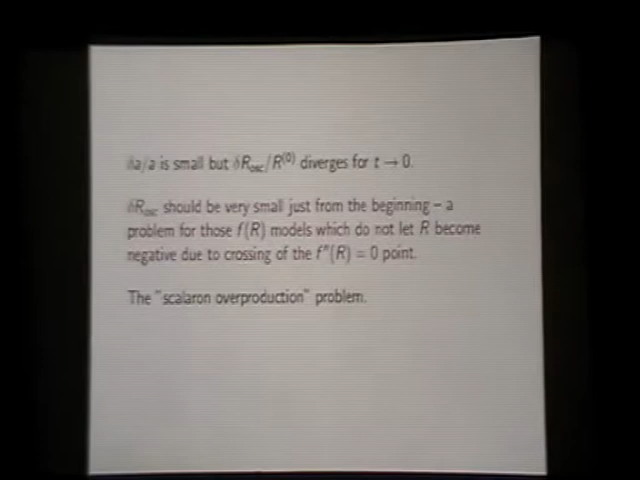 δa/a is small but δR_osc/R^(0) diverges for t → 0.
δR_osc should be very small just from the beginning – a
problem for those f(R) models which do not let R become
negative due to crossing of the f″(R) = 0 point.
The "scalaron overproduction" problem.